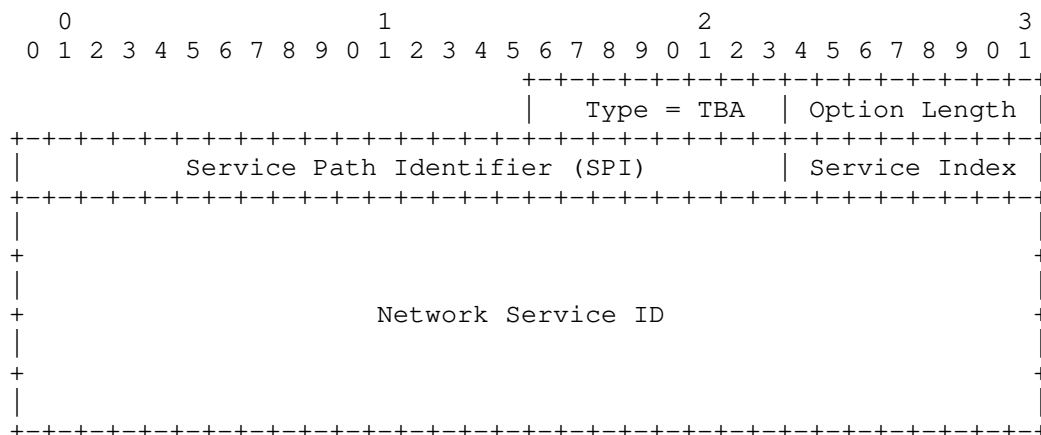 0                   1                   2                   3
 0 1 2 3 4 5 6 7 8 9 0 1 2 3 4 5 6 7 8 9 0 1 2 3 4 5 6 7 8 9 0 1
                                +-+-+-+-+-+-+-+-+-+-+-+-+-+-+-+-+
                                |   Type = TBA  | Option Length |
+-+-+-+-+-+-+-+-+-+-+-+-+-+-+-+-+-+-+-+-+-+-+-+-+-+-+-+-+-+-+-+-+
|          Service Path Identifier (SPI)        | Service Index |
+-+-+-+-+-+-+-+-+-+-+-+-+-+-+-+-+-+-+-+-+-+-+-+-+-+-+-+-+-+-+-+-+
|                                                               |
+                                                               +
|                                                               |
+                      Network Service ID                       +
|                                                               |
+                                                               +
|                                                               |
+-+-+-+-+-+-+-+-+-+-+-+-+-+-+-+-+-+-+-+-+-+-+-+-+-+-+-+-+-+-+-+-+